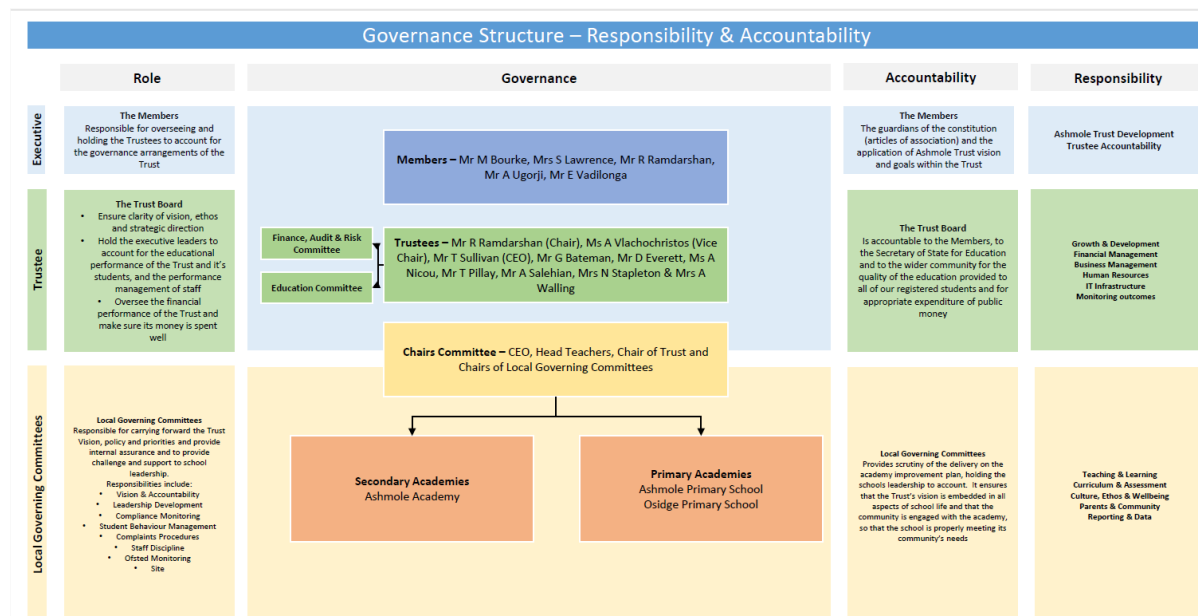 Governance Structure – Responsibility & Accountability
Role
Governance
Accountability
Responsibility
Executive
The Members
Responsible for overseeing and
holding the Trustees to account for
the governance arrangements of the
Trust
Members – Mr M Bourke, Mrs S Lawrence, Mr R Ramdarshan,
Mr A Ugorji, Mr E Vadilonga
The Members
The guardians of the constitution
(articles of association) and the
application of Ashmole Trust vision
and goals within the Trust
Ashmole Trust Development
Trustee Accountability
Trustee
The Trust Board
• Ensure clarity of vision, ethos
and strategic direction
• Hold the executive leaders to
account for the educational
performance of the Trust and it's
students, and the performance
management of staff
• Oversee the financial
performance of the Trust and
make sure its money is spent
well
Finance, Audit & Risk
Committee
Education Committee
Trustees – Mr R Ramdarshan (Chair), Ms A Vlachochristos (Vice
Chair), Mr T Sullivan (CEO), Mr G Bateman, Mr D Everett, Ms A
Nicou, Mr T Pillay, Mr A Salehian, Mrs N Stapleton & Mrs A
Walling
The Trust Board
Is accountable to the Members, to
the Secretary of State for Education
and to the wider community for the
quality of the education provided to
all of our registered students and for
appropriate expenditure of public
money
Growth & Development
Financial Management
Business Management
Human Resources
IT Infrastructure
Monitoring outcomes
Chairs Committee – CEO, Head Teachers, Chair of Trust and
Chairs of Local Governing Committees
Local Governing Committees
Local Governing Committees
Responsible for carrying forward the Trust
Vision, policy and priorities and provide
internal assurance and to provide
challenge and support to school
leadership.
Responsibilities include:
• Vision & Accountability
• Leadership Development
• Compliance Monitoring
• Student Behaviour Management
• Complaints Procedures
• Staff Discipline
• Ofsted Monitoring
• Site
Secondary Academies
Ashmole Academy
Primary Academies
Ashmole Primary School
Osidge Primary School
Local Governing Committees
Provides scrutiny of the delivery on the
academy improvement plan, holding the
schools leadership to account. It ensures
that the Trust's vision is embedded in all
aspects of school life and that the
community is engaged with the academy,
so that the school is properly meeting its
community's needs
Teaching & Learning
Curriculum & Assessment
Culture, Ethos & Wellbeing
Parents & Community
Reporting & Data